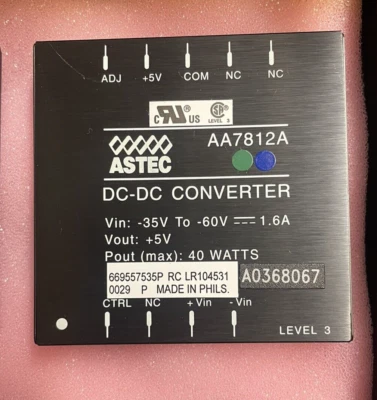 ADJ +5V COM NC NC
C RU US LEVEL 3
ASTEC AA7812A
DC-DC CONVERTER
Vin: -35V To -60V 1.6A
Vout: +5V
Pout (max): 40 WATTS
669557535P RC LR104531
0029 P MADE IN PHILS.
A0368067
CTRL NC +Vin -Vin
LEVEL 3